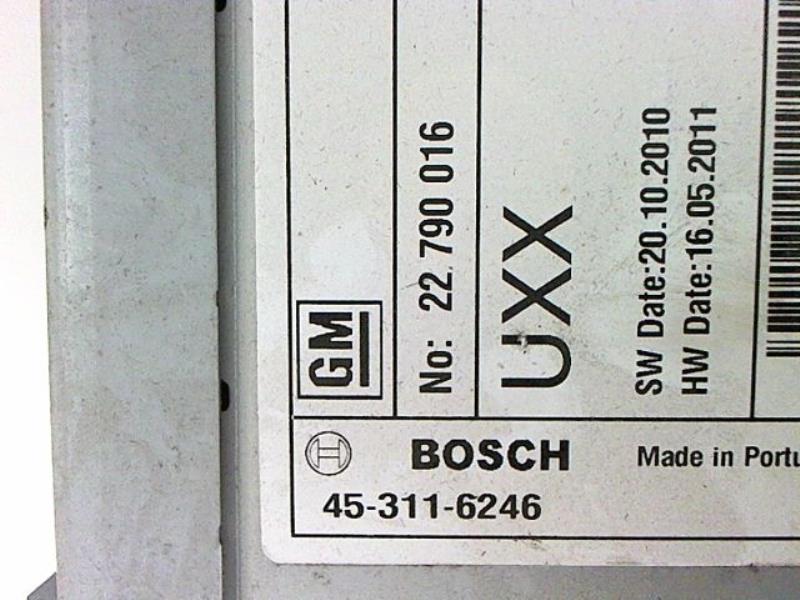 GM
No: 22 790 016
UXX
SW Date:20.10.2010
HW Date:16.05.2011
BOSCH
Made in Portu
45-311-6246